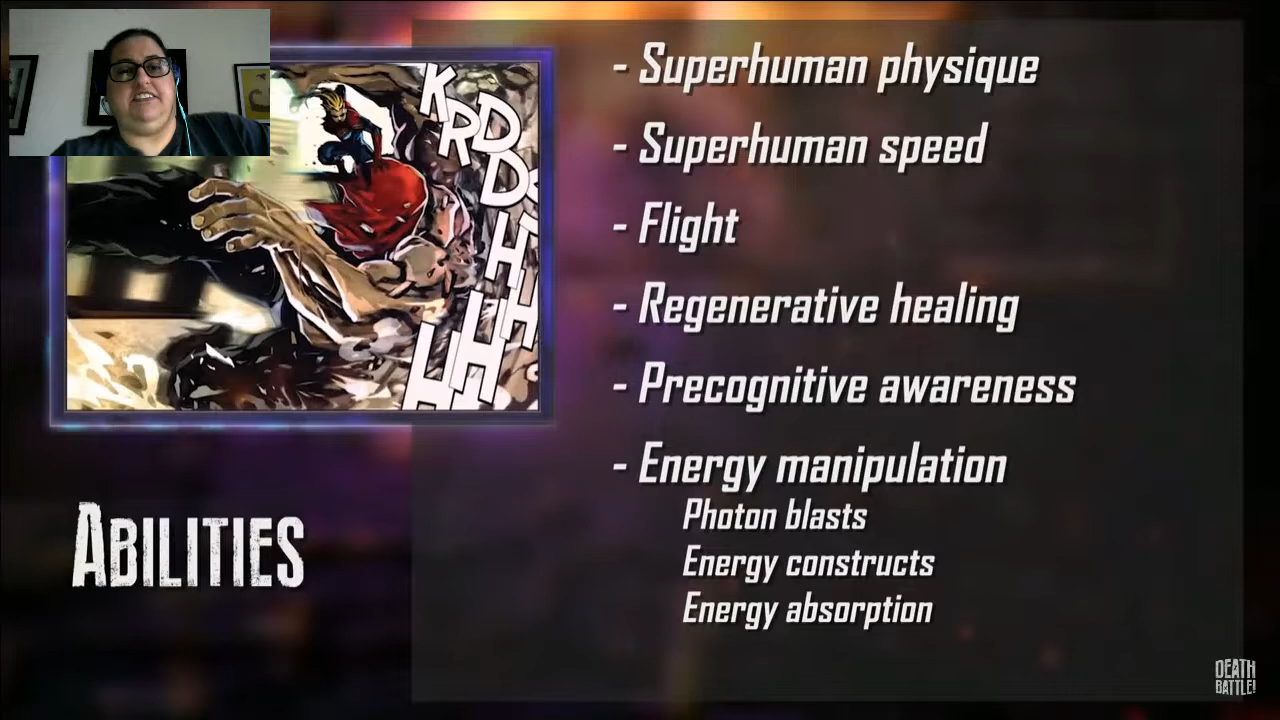 - Superhuman physique
- Superhuman speed
- Flight
- Regenerative healing
- Precognitive awareness
- Energy manipulation
Photon blasts
Energy constructs
Energy absorption
ABILITIES
DEATH
BATTLE!